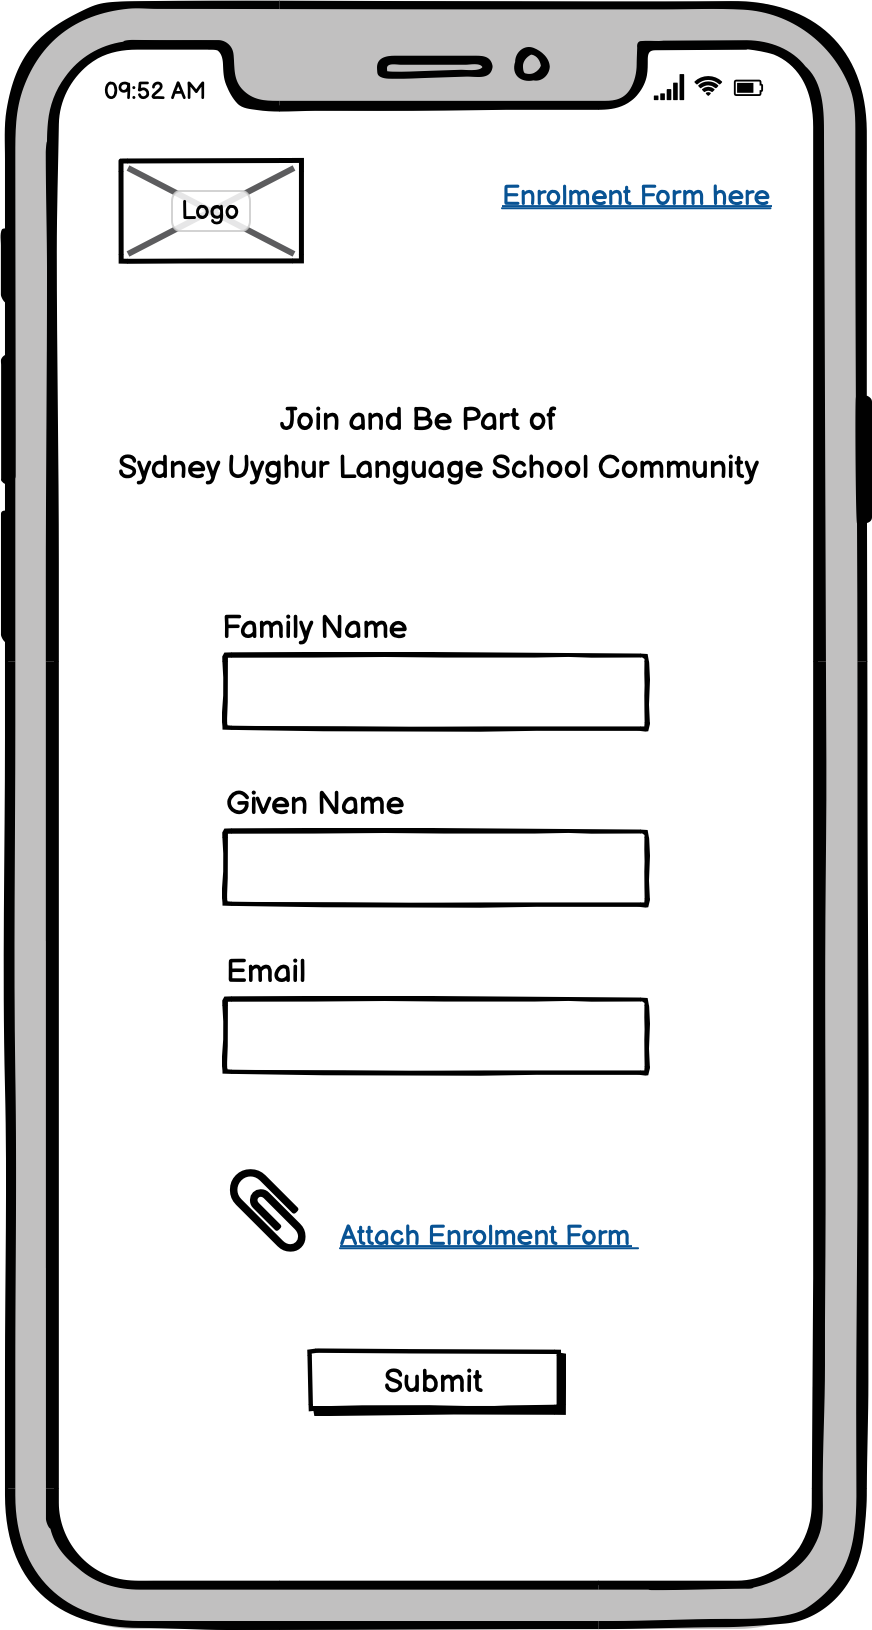 09:52 AM
Logo
Enrolment Form here
Join and Be Part of
Sydney Uyghur Language School Community
Family Name
Given Name
Email
Attach Enrolment Form
Submit